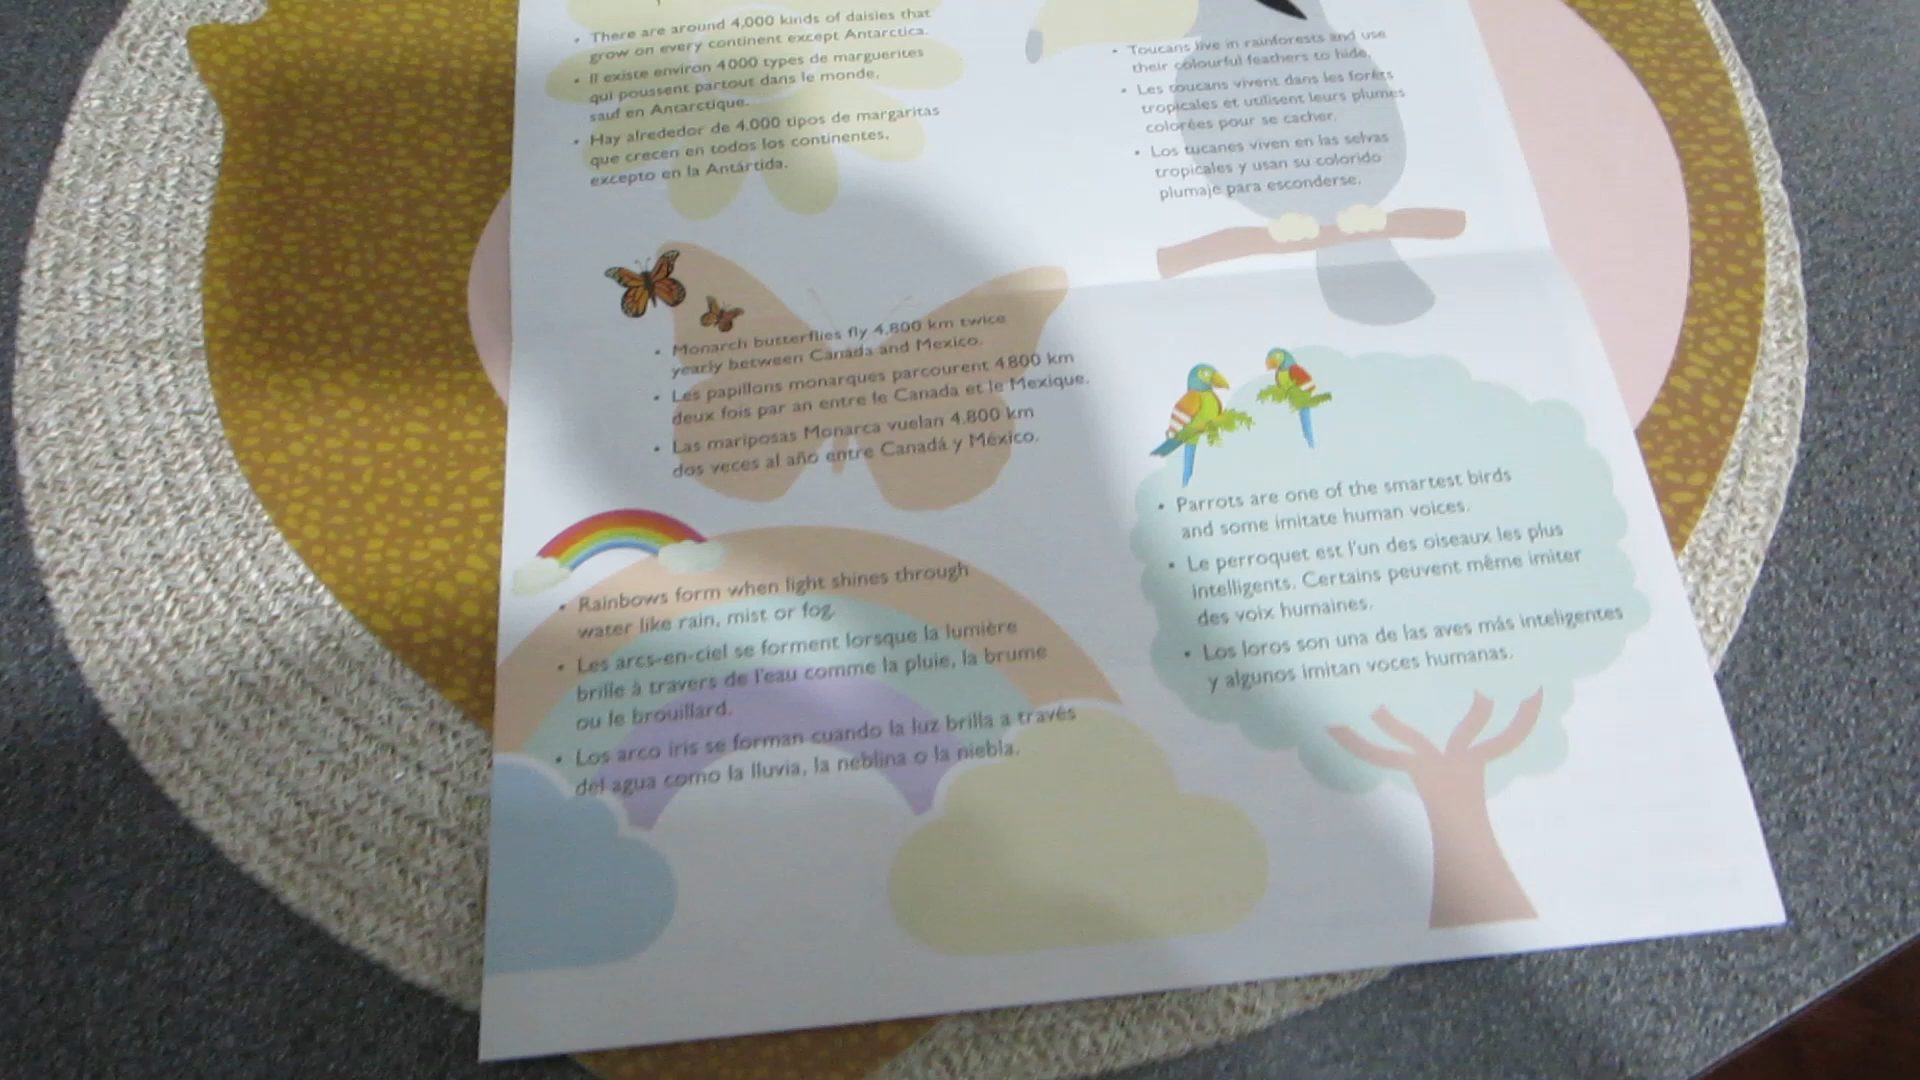 • There are around 4,000 kinds of daisies that
grow on every continent except Antarctica.
• Il existe environ 4 000 types de marguerites
qui poussent partout dans le monde,
sauf en Antarctique.
• Hay alrededor de 4.000 tipos de margaritas
que crecen en todos los continentes,
excepto en la Antártida.
• Toucans live in rainforests and use
their colourful feathers to hide.
• Les toucans vivent dans les forêts
tropicales et utilisent leurs plumes
colorées pour se cacher.
• Los tucanes viven en las selvas
tropicales y usan su colorido
plumaje para esconderse.
• Monarch butterflies fly 4,800 km twice
yearly between Canada and Mexico.
• Les papillons monarques parcourent 4 800 km
deux fois par an entre le Canada et le Mexique.
• Las mariposas Monarca vuelan 4.800 km
dos veces al año entre Canadá y México.
• Parrots are one of the smartest birds
and some imitate human voices.
• Le perroquet est l'un des oiseaux les plus
intelligents. Certains peuvent même imiter
des voix humaines.
• Los loros son una de las aves más inteligentes
y algunos imitan voces humanas.
• Rainbows form when light shines through
water like rain, mist or fog.
• Les arcs-en-ciel se forment lorsque la lumière
brille à travers de l'eau comme la pluie, la brume
ou le brouillard.
• Los arco iris se forman cuando la luz brilla a través
del agua como la lluvia, la neblina o la niebla.